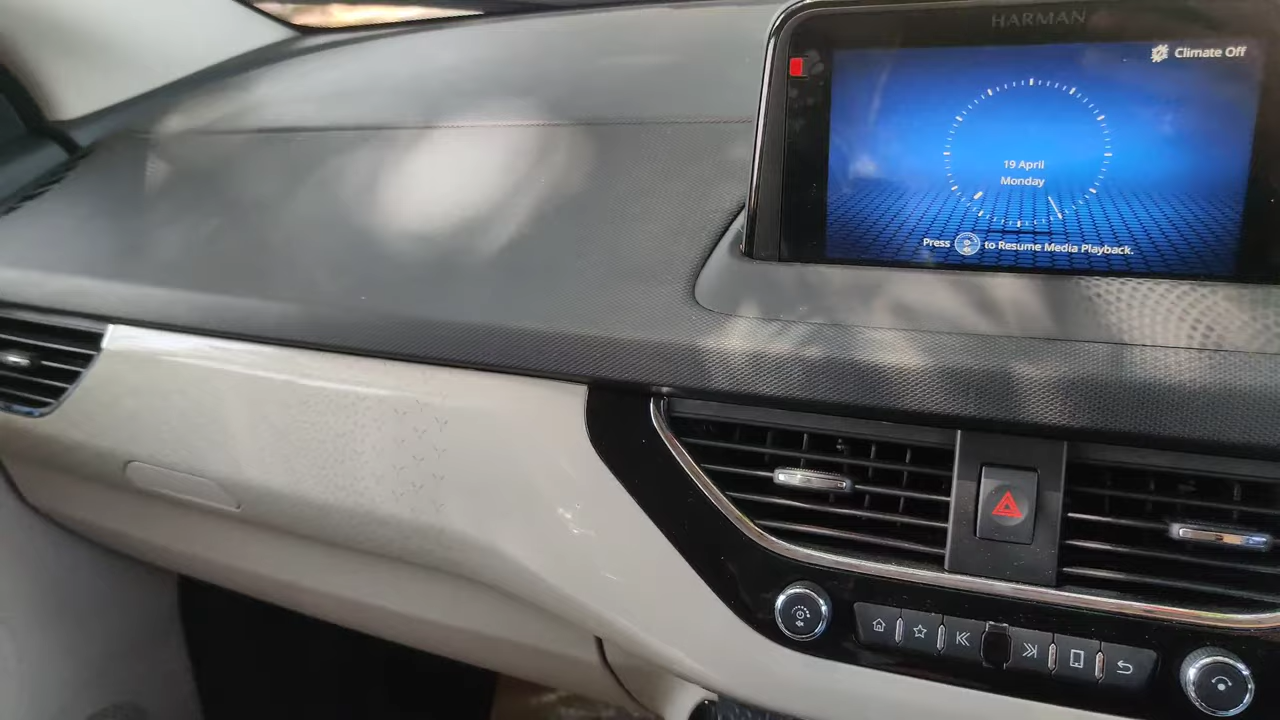 HARMAN
Climate Off
19 April
Monday
Press to Resume Media Playback.